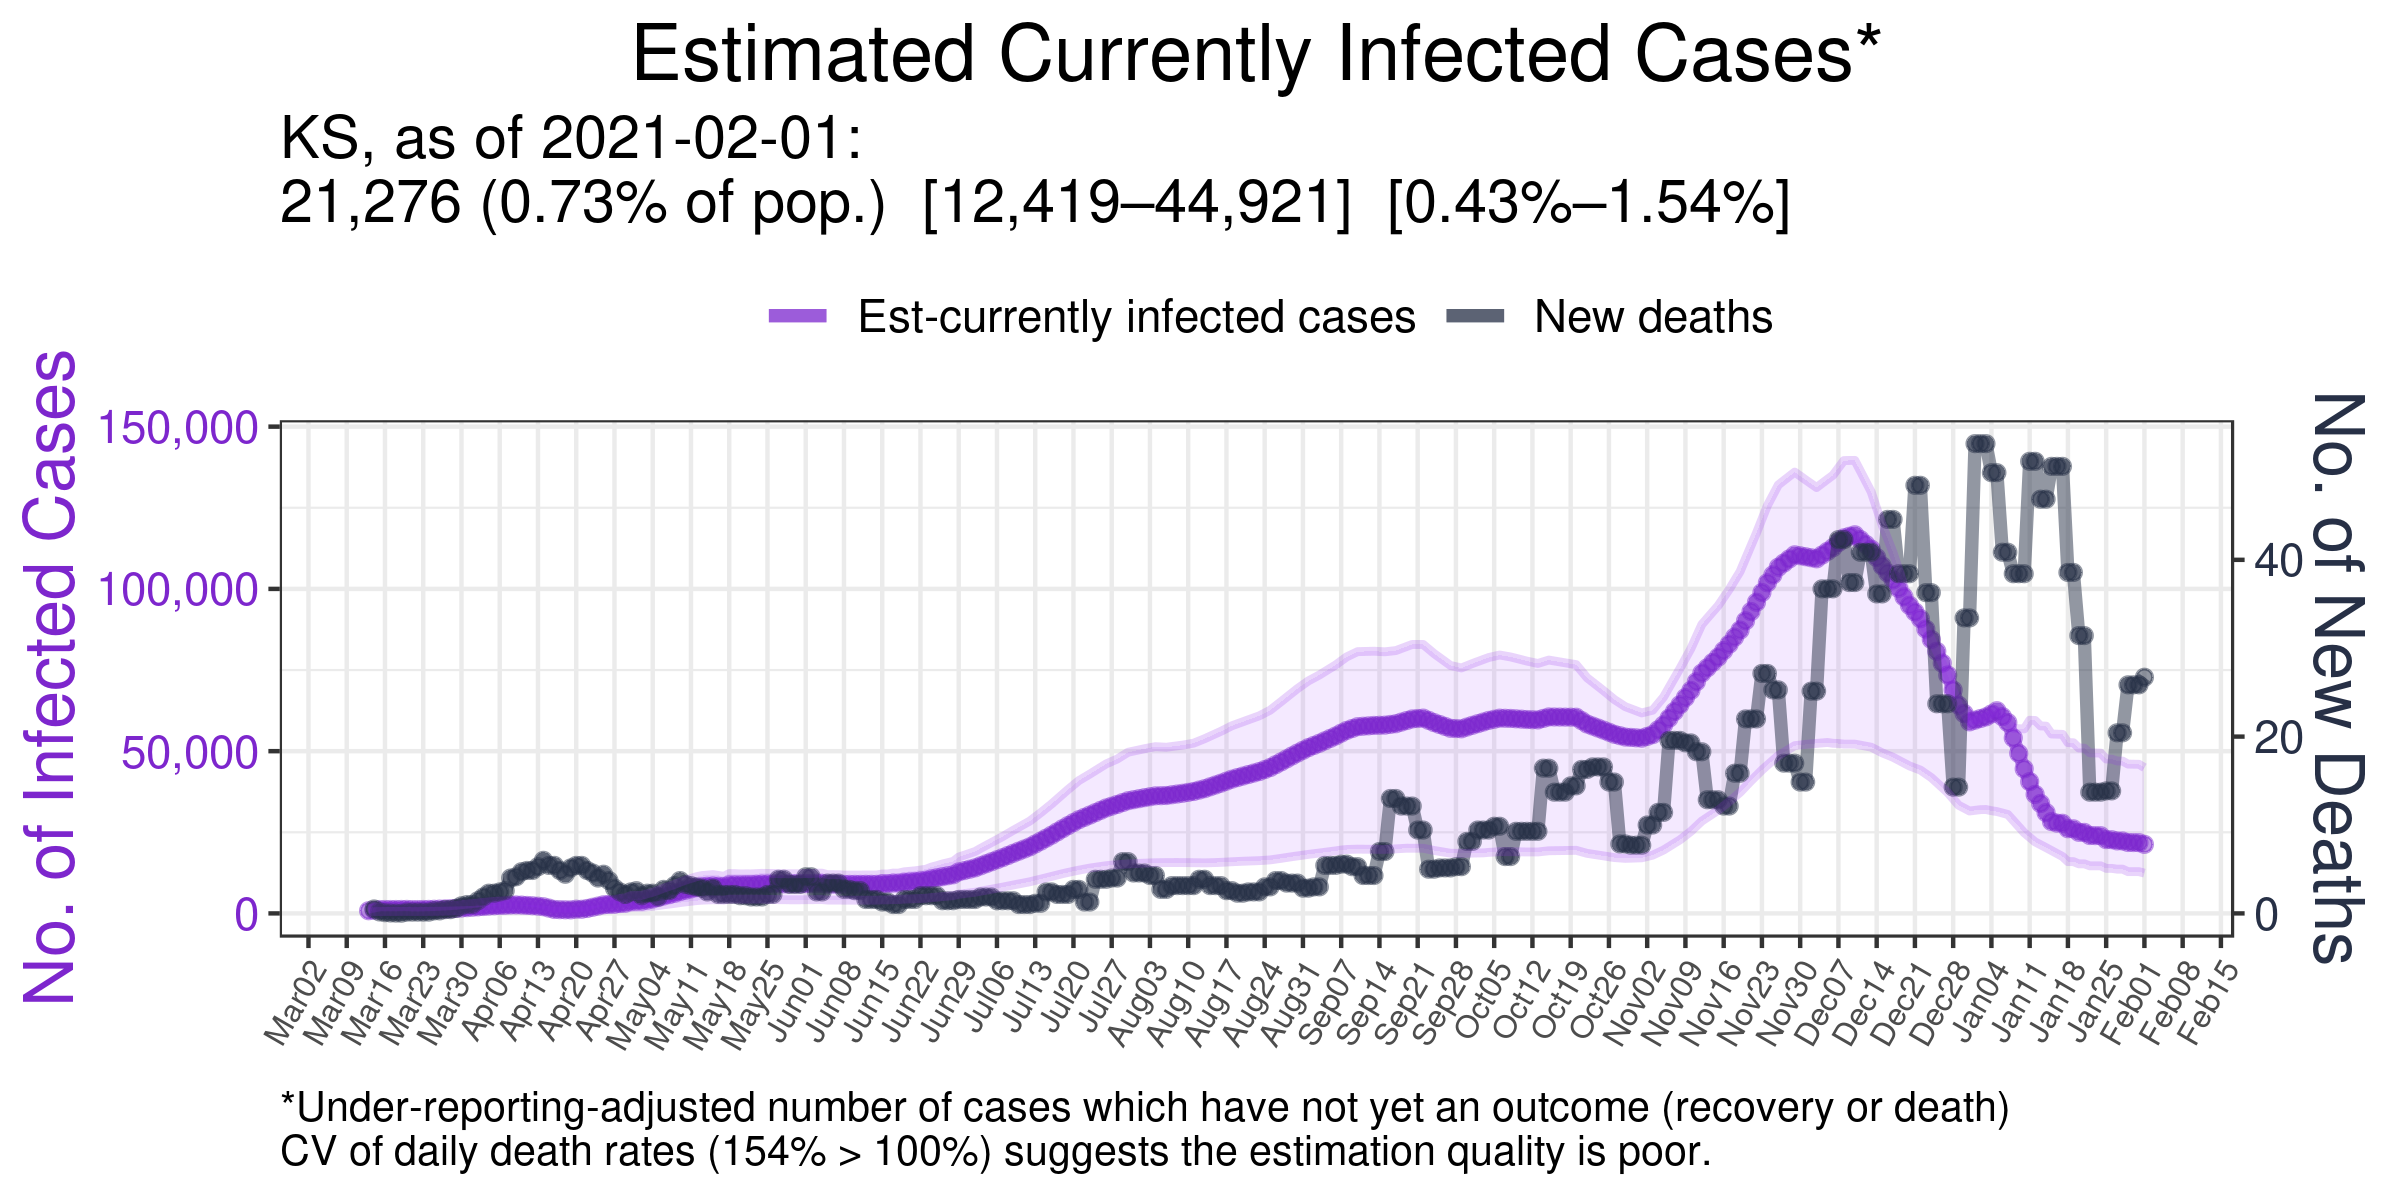 Estimated Currently Infected Cases*
KS, as of 2021-02-01:
21,276 (0.73% of pop.) [12,419–44,921] [0.43%–1.54%]
Est-currently infected cases
New deaths
No. of Infected Cases
150,000
100,000
50,000
0
40
20
0
No. of New Deaths
Mar02
Mar09
Mar16
Mar23
Mar30
Apr06
Apr13
Apr20
Apr27
May04
May11
May18
May25
Jun01
Jun08
Jun15
Jun22
Jun29
Jul06
Jul13
Jul20
Jul27
Aug03
Aug10
Aug17
Aug24
Aug31
Sep07
Sep14
Sep21
Sep28
Oct05
Oct12
Oct19
Oct26
Nov02
Nov09
Nov16
Nov23
Nov30
Dec07
Dec14
Dec21
Dec28
Jan04
Jan11
Jan18
Jan25
Feb01
Feb08
Feb15
*Under-reporting-adjusted number of cases which have not yet an outcome (recovery or death)
CV of daily death rates (154% > 100%) suggests the estimation quality is poor.